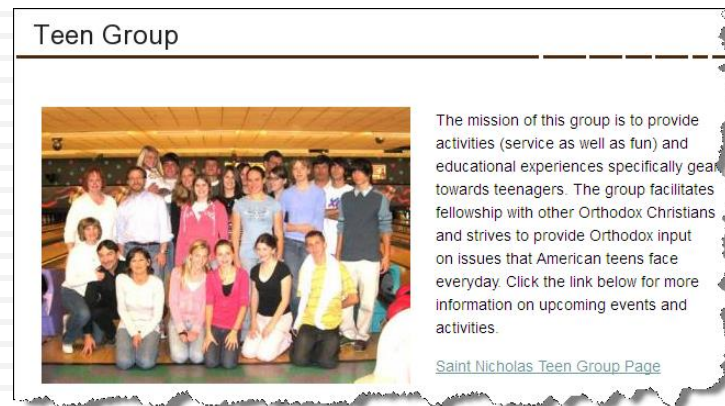 Teen Group
The mission of this group is to provide
activities (service as well as fun) and
educational experiences specifically gear
towards teenagers. The group facilitates
fellowship with other Orthodox Christians
and strives to provide Orthodox input
on issues that American teens face
everyday. Click the link below for more
information on upcoming events and
activities.
Saint Nicholas Teen Group Page